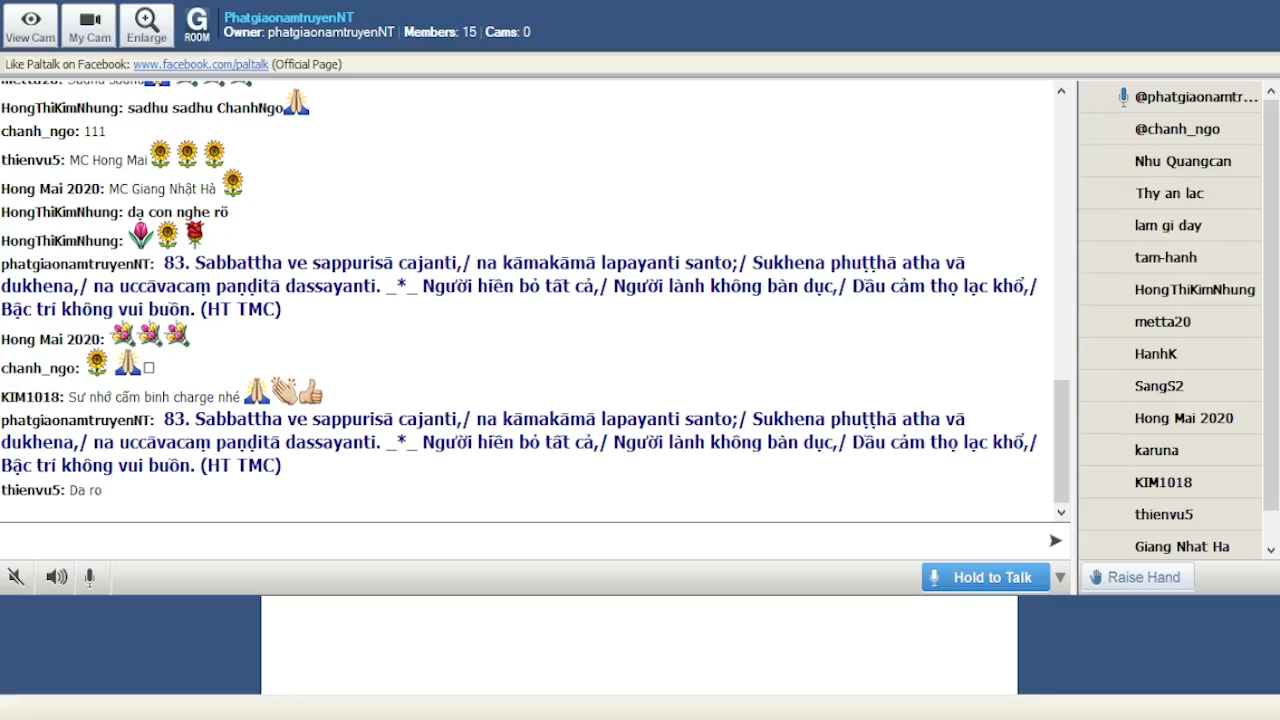 View Cam
My Cam
Enlarge
G
ROOM
PhatgiaonamtruyenNT
Owner: phatgiaonamtruyenNT | Members: 15 | Cams: 0
Like Paltalk on Facebook: www.facebook.com/paltalk (Official Page)
HongThiKimNhung: sadhu sadhu ChanhNgo
chanh_ngo: 111
thienvu5: MC Hong Mai
Hong Mai 2020: MC Giang Nhật Hà
HongThiKimNhung: dạ con nghe rõ
HongThiKimNhung:
phatgiaonamtruyenNT: 83. Sabbattha ve sappurisā cajanti,/ na kāmakāmā lapayanti santo;/ Sukhena phuṭṭhā atha vā
dukhena,/ na uccāvacaṃ paṇḍitā dassayanti. _*_ Người hiền bỏ tất cả,/ Người lành không bàn dục,/ Dầu cảm thọ lạc khổ,/
Bậc trí không vui buồn. (HT TMC)
Hong Mai 2020:
chanh_ngo:
KIM1018: Sư nhớ cắm binh charge nhé
phatgiaonamtruyenNT: 83. Sabbattha ve sappurisā cajanti,/ na kāmakāmā lapayanti santo;/ Sukhena phuṭṭhā atha vā
dukhena,/ na uccāvacaṃ paṇḍitā dassayanti. _*_ Người hiền bỏ tất cả,/ Người lành không bàn dục,/ Dầu cảm thọ lạc khổ,/
Bậc trí không vui buồn. (HT TMC)
thienvu5: Da ro
Hold to Talk
@phatgiaonamtr...
@chanh_ngo
Nhu Quangcan
Thy an lac
lam gi day
tam-hanh
HongThiKimNhung
metta20
HanhK
SangS2
Hong Mai 2020
karuna
KIM1018
thienvu5
Giang Nhat Ha
Raise Hand